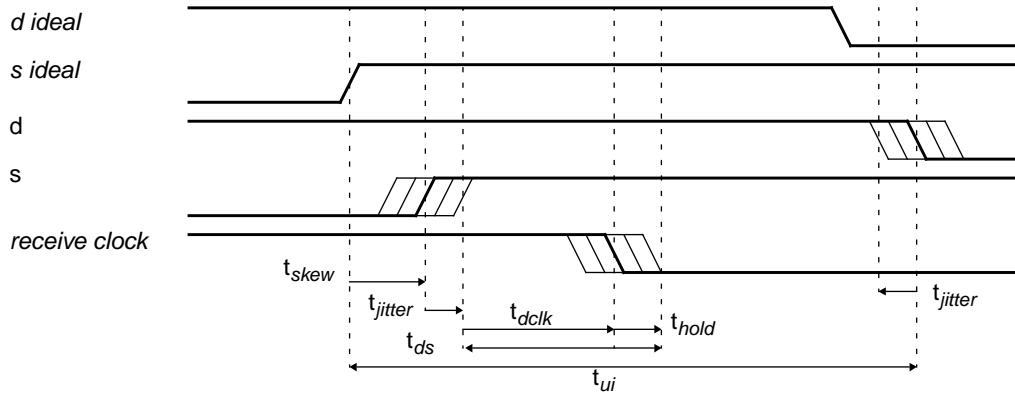 d ideal
s ideal
d
s
receive clock
tskew
tjitter
tjitter
tdclk
thold
tds
tui